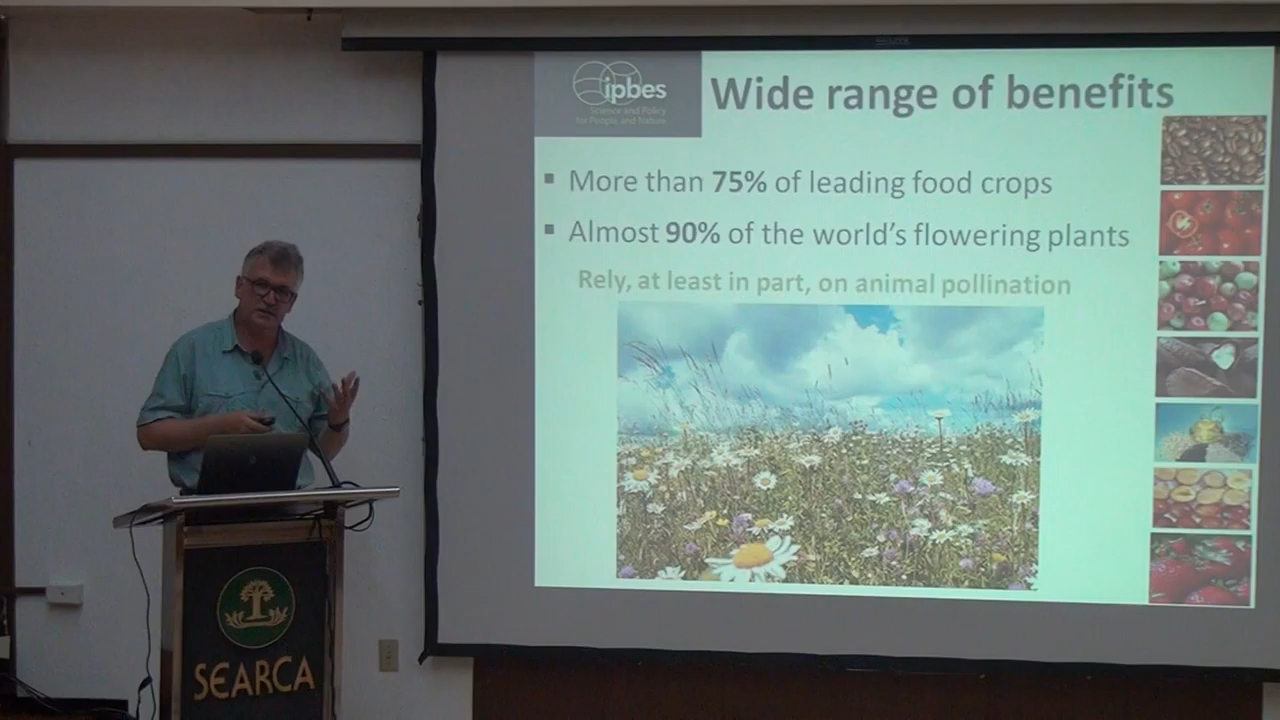 ipbes
Science and Policy
for People and Nature
Wide range of benefits
▪ More than 75% of leading food crops
▪ Almost 90% of the world's flowering plants
Rely, at least in part, on animal pollination
SEARCA